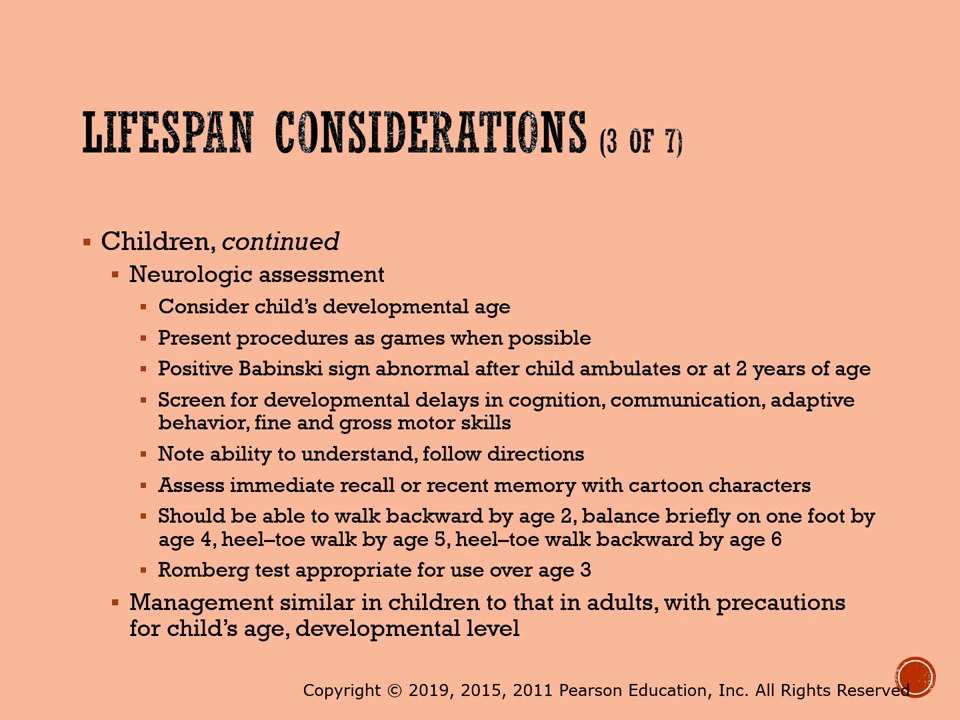 LIFESPAN CONSIDERATIONS (3 OF 7)
▪ Children, continued
▪ Neurologic assessment
▪ Consider child's developmental age
▪ Present procedures as games when possible
▪ Positive Babinski sign abnormal after child ambulates or at 2 years of age
▪ Screen for developmental delays in cognition, communication, adaptive
behavior, fine and gross motor skills
▪ Note ability to understand, follow directions
▪ Assess immediate recall or recent memory with cartoon characters
▪ Should be able to walk backward by age 2, balance briefly on one foot by
age 4, heel–toe walk by age 5, heel–toe walk backward by age 6
▪ Romberg test appropriate for use over age 3
▪ Management similar in children to that in adults, with precautions
for child's age, developmental level
Copyright © 2019, 2015, 2011 Pearson Education, Inc. All Rights Reserved